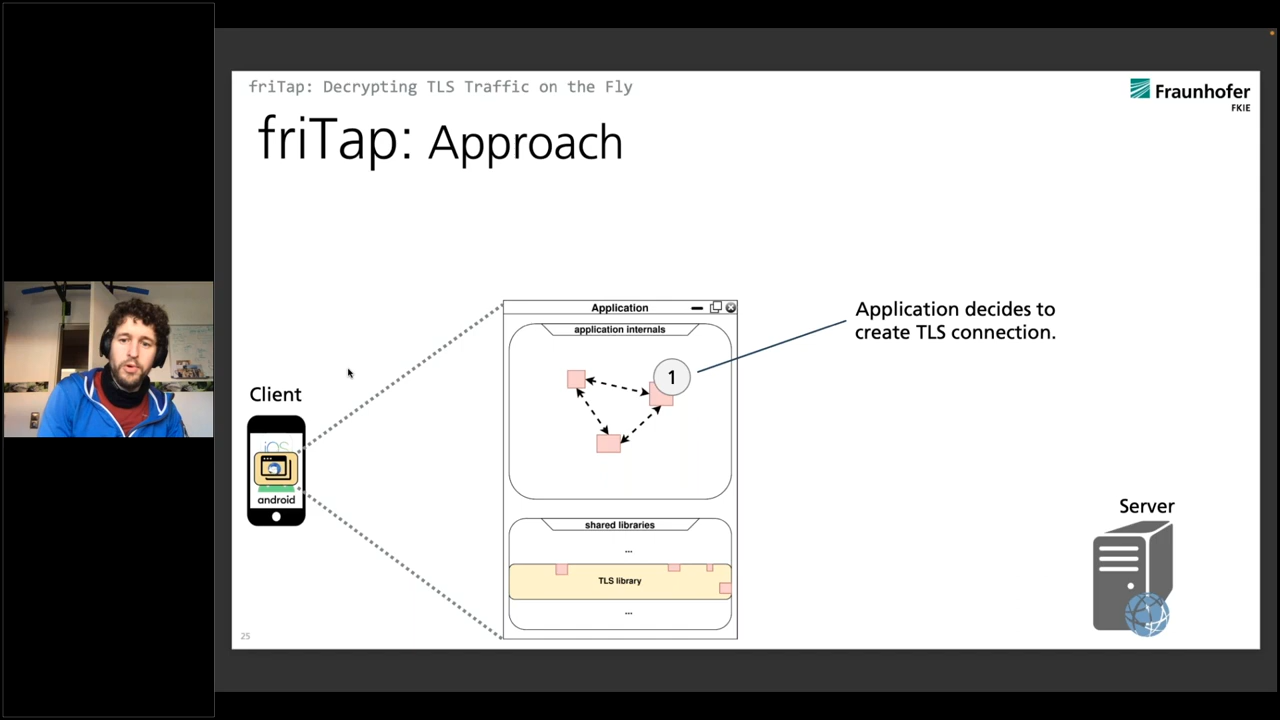 friTap: Decrypting TLS Traffic on the Fly
Fraunhofer
FKIE
friTap: Approach
Application
application internals
Application decides to
create TLS connection.
1
Client
iOS
android
Server
shared libraries
...
TLS library
...
25